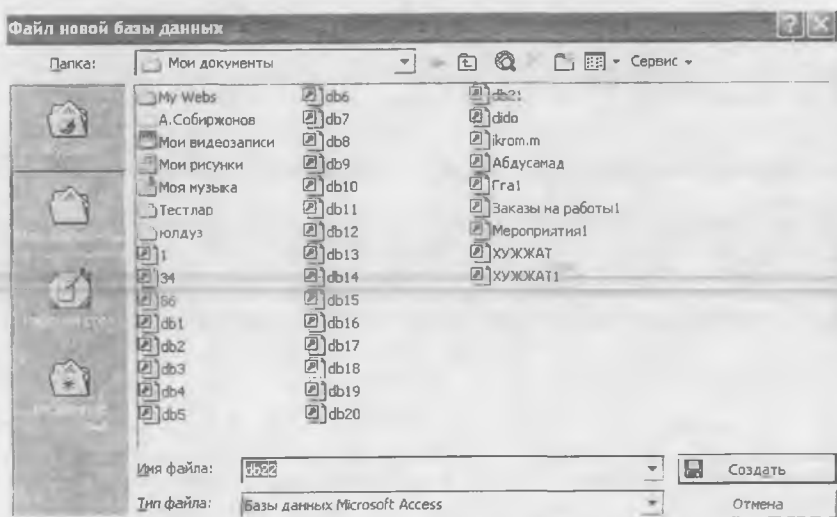 Файл новой базы данных
Папка: Мои документы Сервис
My Webs
А.Собиржонов
Мои видеозаписи
Мои рисунки
Моя музыка
Тестлар
юлдуз
1
34
86
db1
db2
db3
db4
db5
db6
db7
db8
db9
db10
db11
db12
db13
db14
db15
db16
db17
db18
db19
db20
db21
dido
ikrom.m
Абдусамад
Гга1
Заказы на работы1
Мероприятия1
ХУЖЖАТ
ХУЖЖАТ1
Имя файла: db22 Создать
Тип файла: Базы данных Microsoft Access Отмена